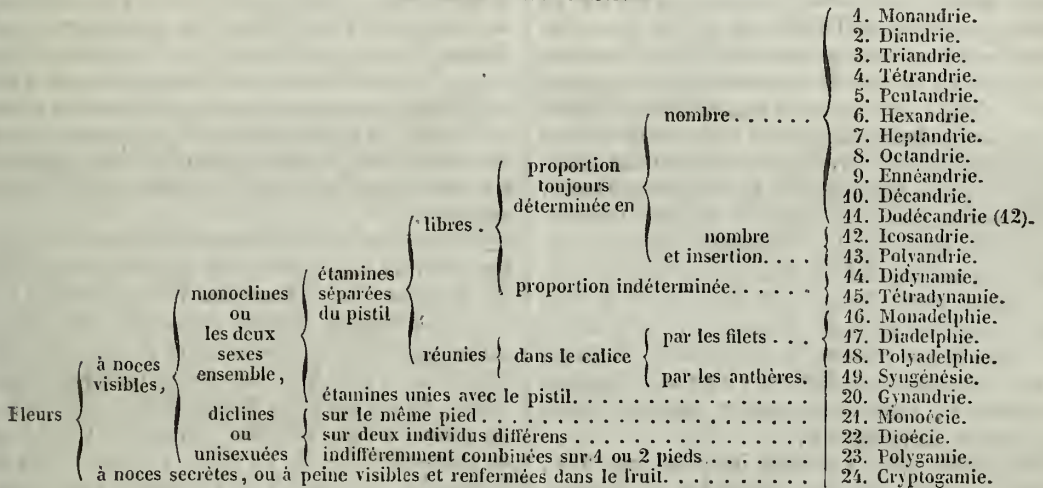 1. Monandrie.
2. Diandrie.
3. Triandrie.
4. Tétrandrie.
5. Pentandrie.
nombre . . . . . . 6. Hexandrie.
7. Heptandrie.
proportion 8. Octandrie.
toujours 9. Ennéandrie.
déterminée en 10. Décandrie.
11. Dodécandrie (12).
libres . nombre 12. Icosandrie.
et insertion. . . . 13. Polyandrie.
étamines proportion indéterminée. . . . . . 14. Didynamie.
monoclines séparées 15. Tétradynamie.
ou du pistil 16. Monadelphie.
les deux par les filets . . . 17. Diadelphie.
à noces sexes réunies dans le calice 18. Polyadelphie.
visibles, ensemble, par les anthères. 19. Syngénésie.
étamines unies avec le pistil. . . . . . . . . . . . . . . 20. Gynandrie.
Fleurs diclines sur le même pied. . . . . . . . . . . . . . . . . . . . 21. Monoécie.
ou sur deux individus différens . . . . . . . . . . . . . . . 22. Dioécie.
unisexuées indifféremment combinées sur 1 ou 2 pieds. . . . . . . 23. Polygamie.
à noces secrètes, ou à peine visibles et renfermées dans le fruit. . . . . . . . . . 24. Cryptogamie.